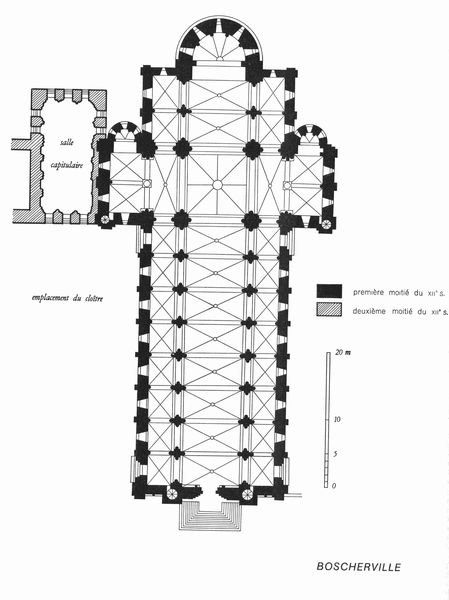 salle
capitulaire
emplacement du cloître
première moitié du XIIᵉ s.
deuxième moitié du XIIᵉ s.
20 m
10
5
0
BOSCHERVILLE